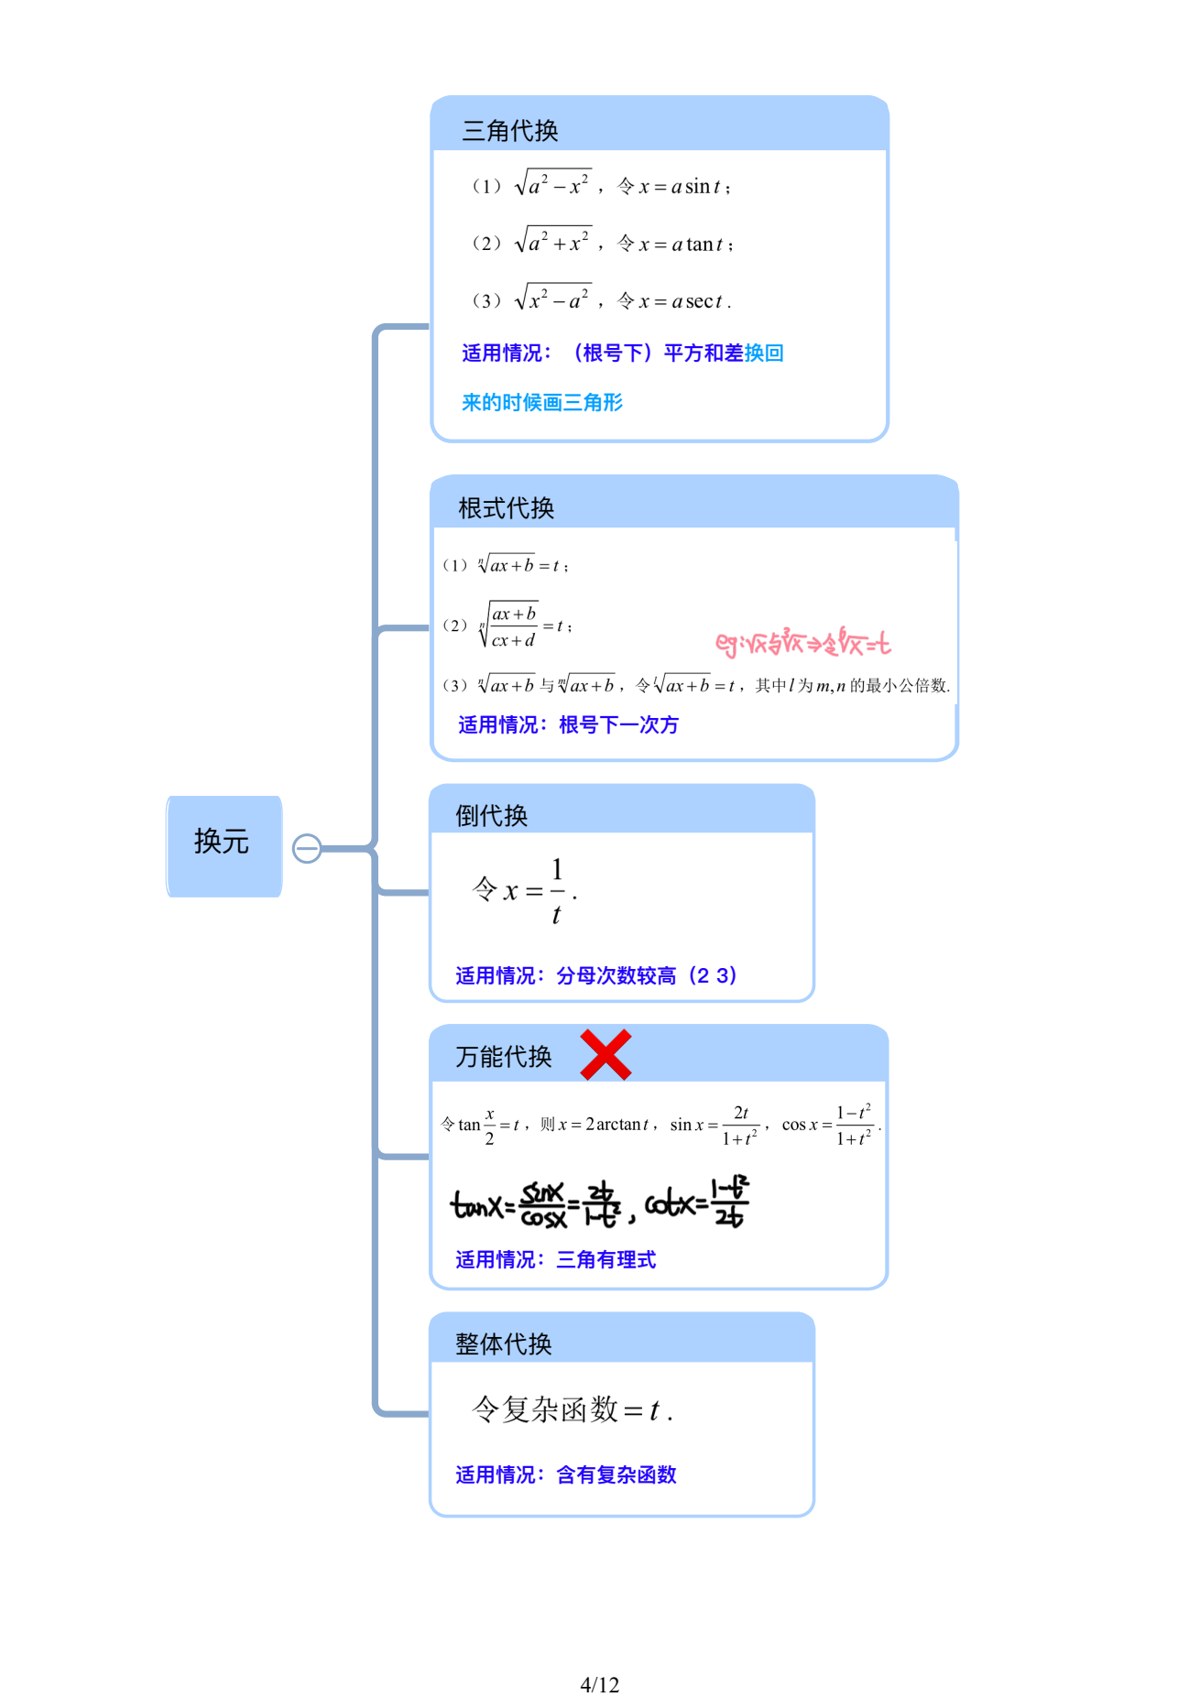 三角代换
（1）√(a² − x²)，令 x = a sin t；
（2）√(a² + x²)，令 x = a tan t；
（3）√(x² − a²)，令 x = a sec t .
适用情况：（根号下）平方和差换回
来的时候画三角形
根式代换
（1）ⁿ√(ax + b) = t；
（2）ⁿ√((ax + b)/(cx + d)) = t；
eg:√x与³√x⇒令⁶√x=t
（3）ⁿ√(ax + b) 与 ᵐ√(ax + b)，令 ˡ√(ax + b) = t，其中 l 为 m, n 的最小公倍数.
适用情况：根号下一次方
换元
倒代换
令 x = 1/t .
适用情况：分母次数较高（2 3）
万能代换
令 tan x/2 = t，则 x = 2 arctan t，sin x = 2t/(1 + t²)，cos x = (1 − t²)/(1 + t²) .
tanx = sinx/cosx = 2t/(1−t²) , cotx = (1−t²)/2t
适用情况：三角有理式
整体代换
令复杂函数 = t .
适用情况：含有复杂函数
4/12